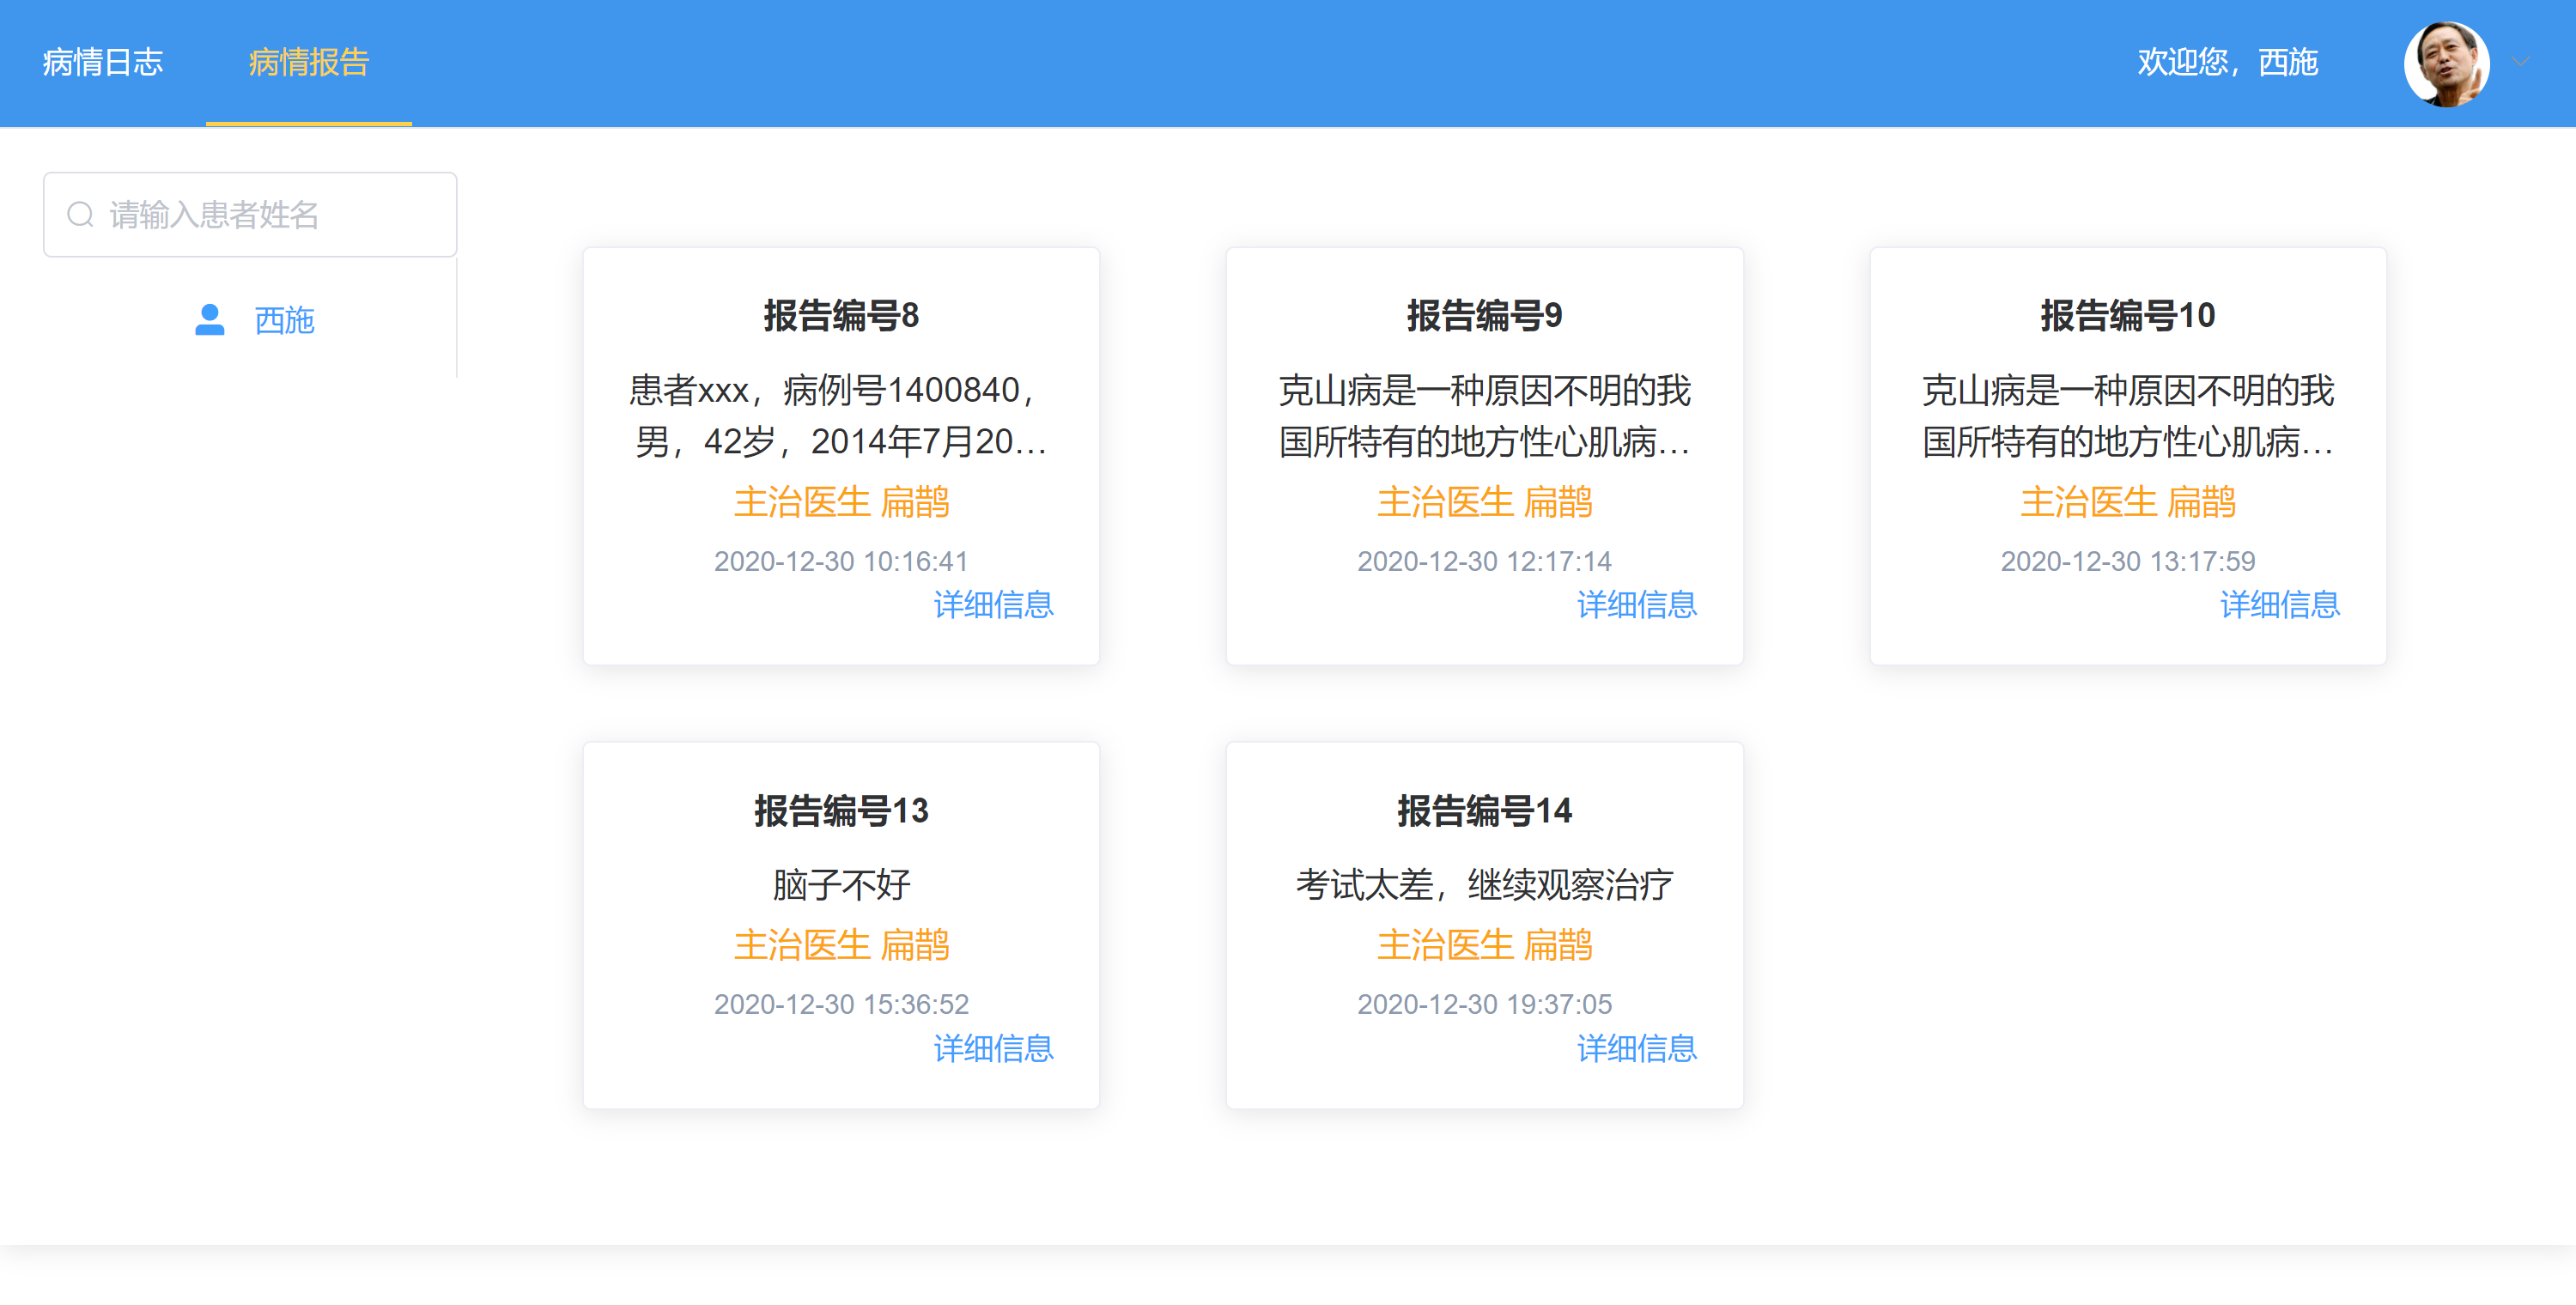 病情日志
病情报告
欢迎您，西施
请输入患者姓名
西施
报告编号8
患者xxx，病例号1400840，
男，42岁，2014年7月20…
主治医生 扁鹊
2020-12-30 10:16:41
详细信息
报告编号9
克山病是一种原因不明的我
国所特有的地方性心肌病…
主治医生 扁鹊
2020-12-30 12:17:14
详细信息
报告编号10
克山病是一种原因不明的我
国所特有的地方性心肌病…
主治医生 扁鹊
2020-12-30 13:17:59
详细信息
报告编号13
脑子不好
主治医生 扁鹊
2020-12-30 15:36:52
详细信息
报告编号14
考试太差，继续观察治疗
主治医生 扁鹊
2020-12-30 19:37:05
详细信息